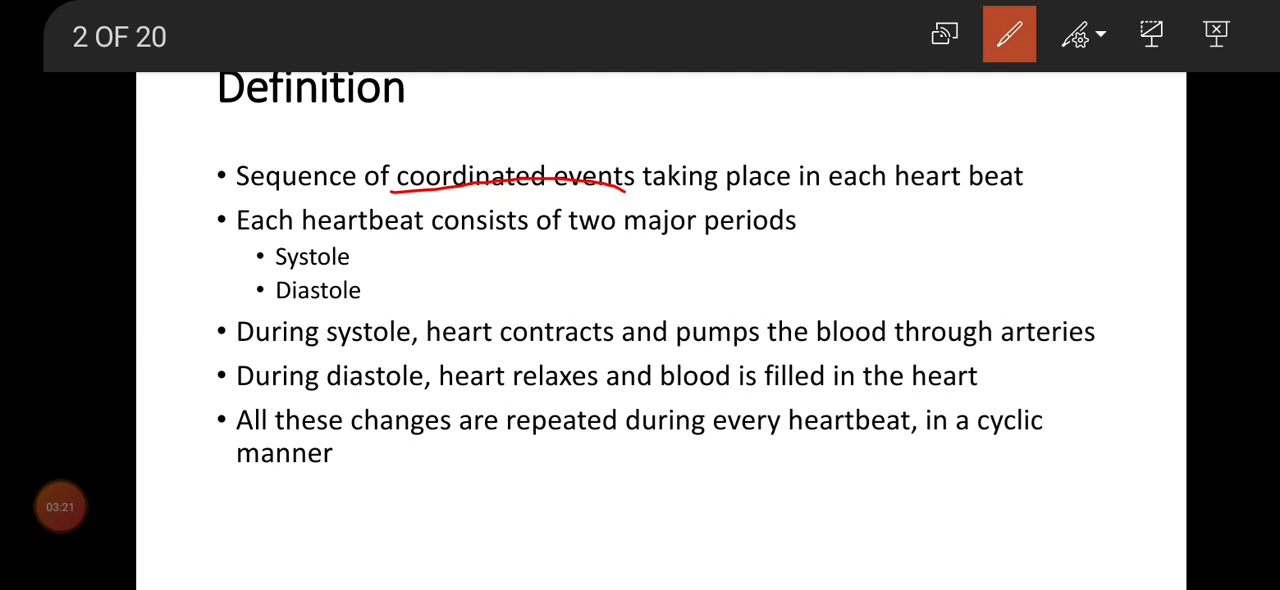 2 OF 20
Definition
• Sequence of coordinated events taking place in each heart beat
• Each heartbeat consists of two major periods
• Systole
• Diastole
• During systole, heart contracts and pumps the blood through arteries
• During diastole, heart relaxes and blood is filled in the heart
• All these changes are repeated during every heartbeat, in a cyclic
manner
03:21